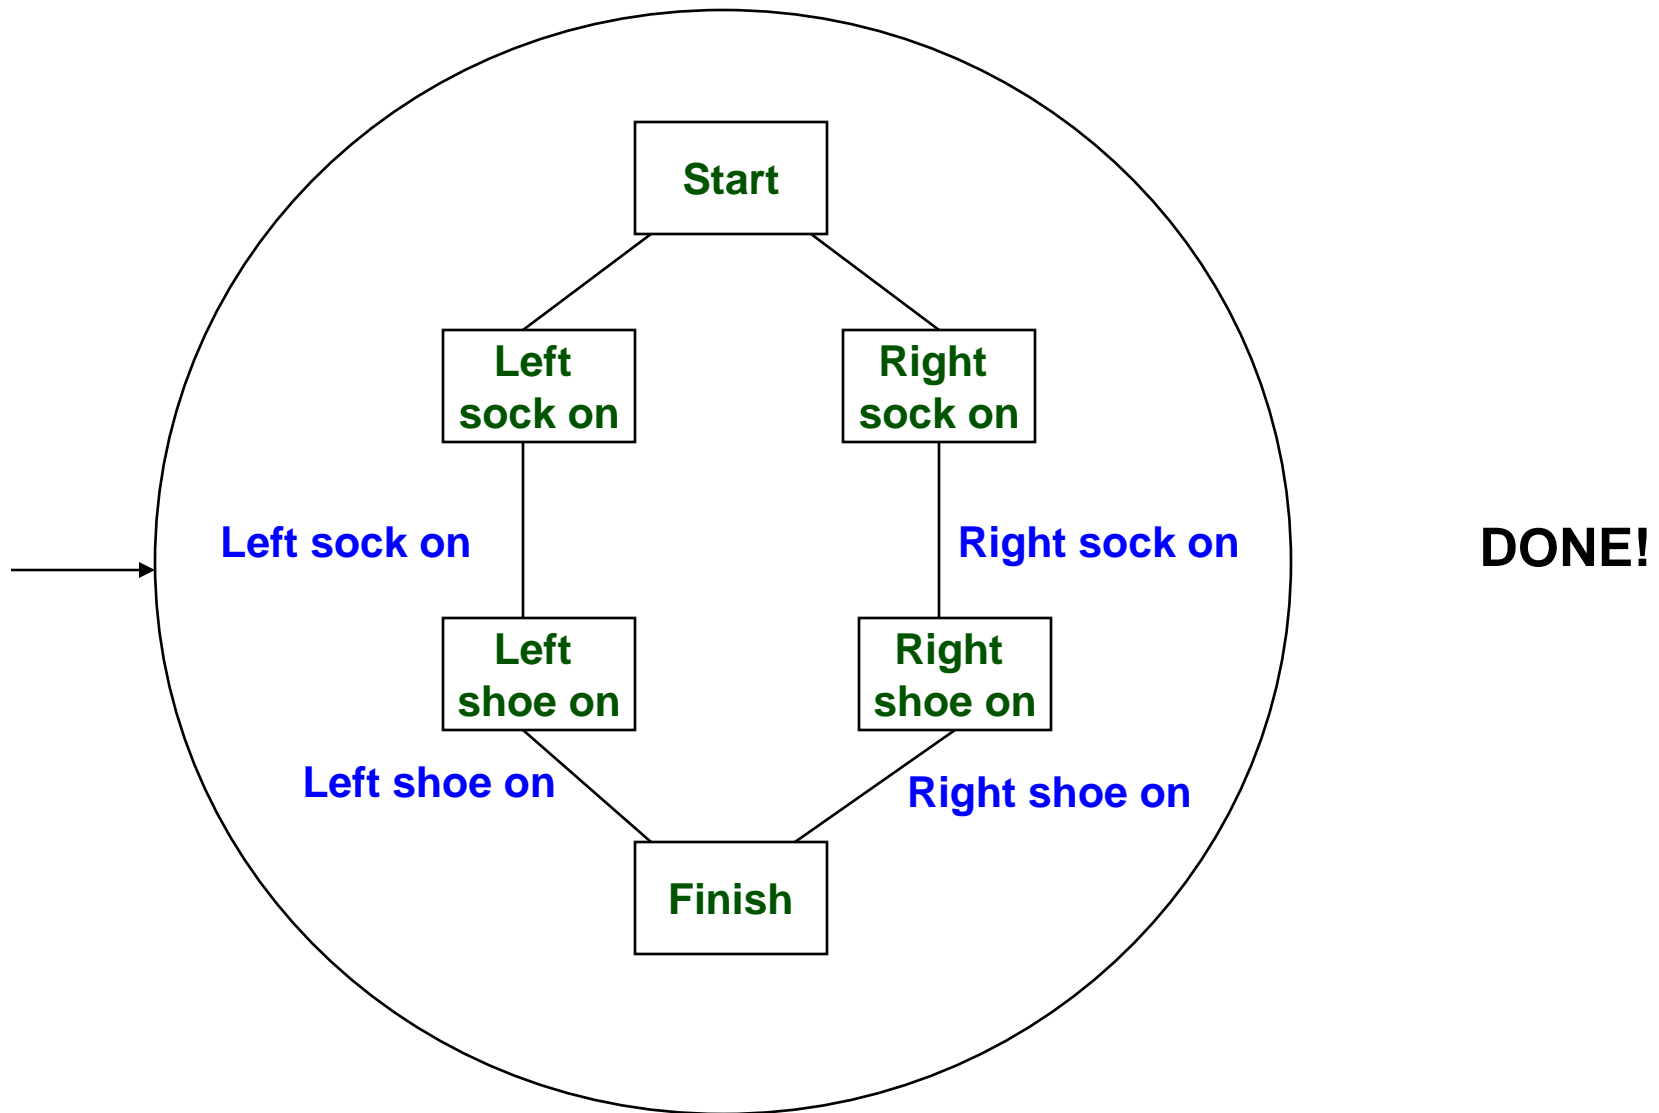 Start
Left
sock on
Right
sock on
Left sock on
Right sock on
DONE!
Left
shoe on
Right
shoe on
Left shoe on
Right shoe on
Finish